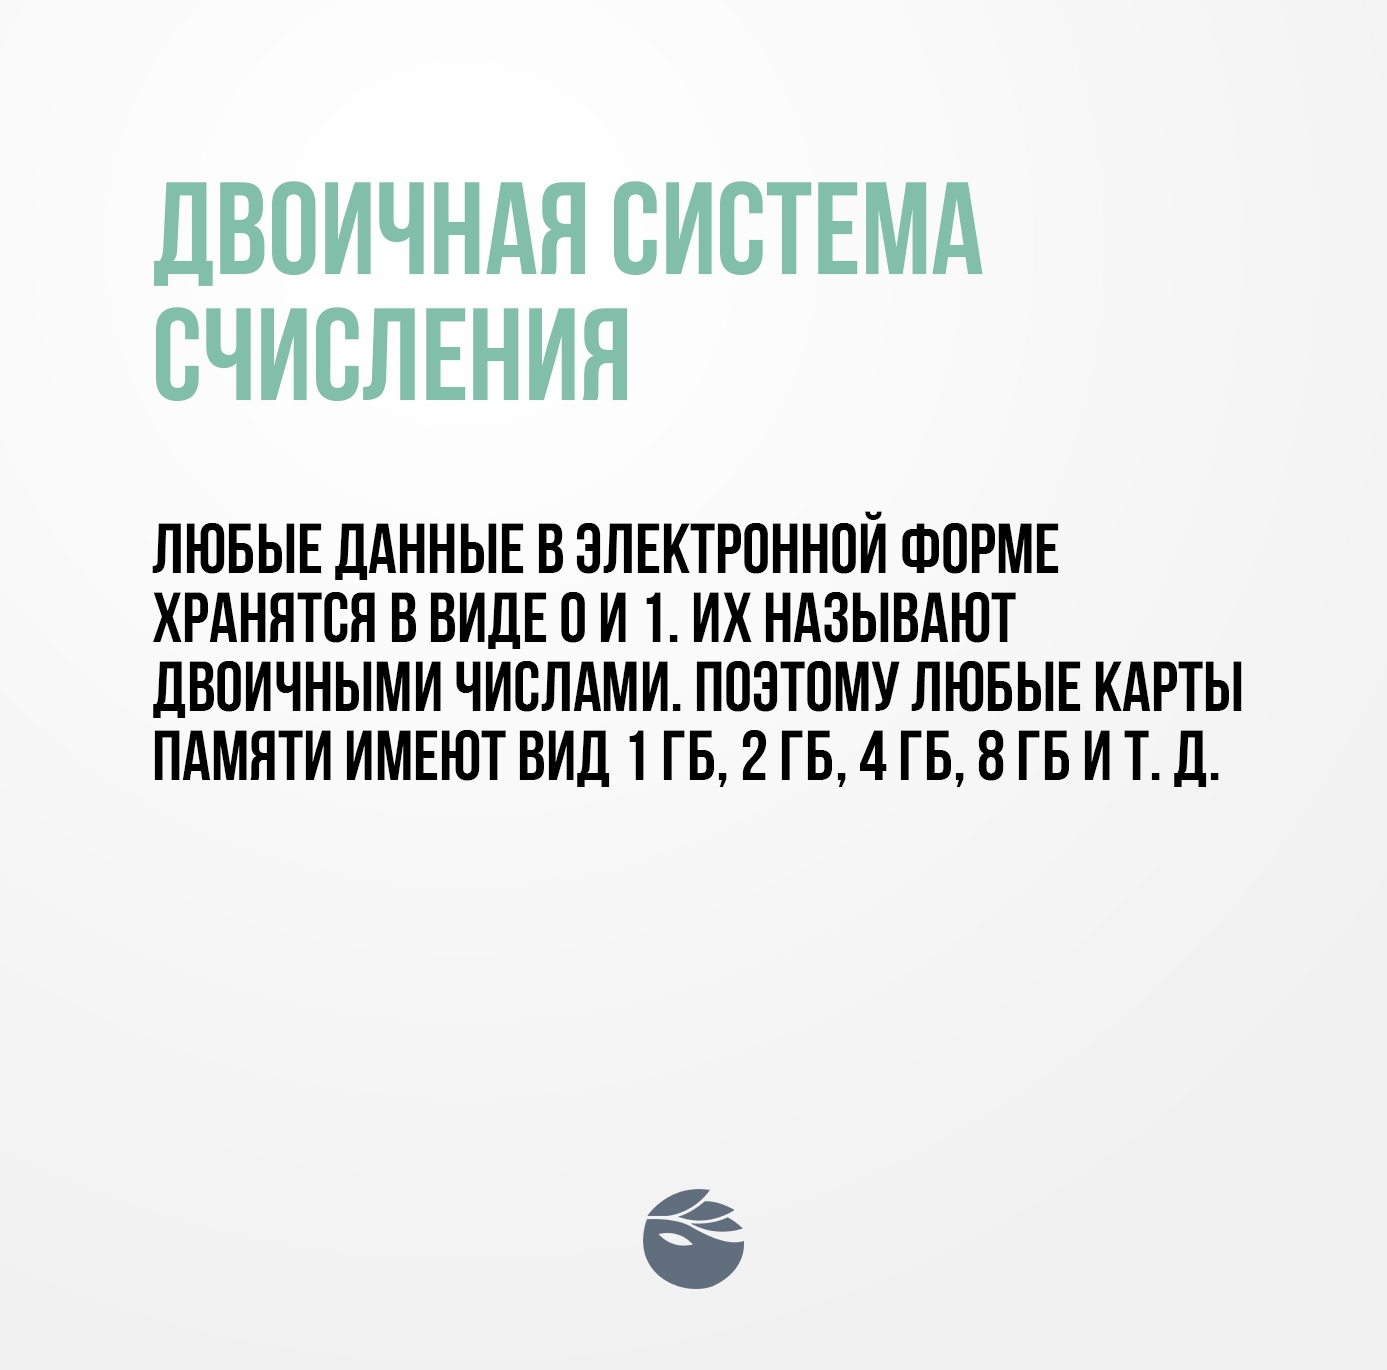 ДВОИЧНАЯ СИСТЕМА
СЧИСЛЕНИЯ
ЛЮБЫЕ ДАННЫЕ В ЭЛЕКТРОННОЙ ФОРМЕ
ХРАНЯТСЯ В ВИДЕ 0 И 1. ИХ НАЗЫВАЮТ
ДВОИЧНЫМИ ЧИСЛАМИ. ПОЭТОМУ ЛЮБЫЕ КАРТЫ
ПАМЯТИ ИМЕЮТ ВИД 1 ГБ, 2 ГБ, 4 ГБ, 8 ГБ И Т. Д.